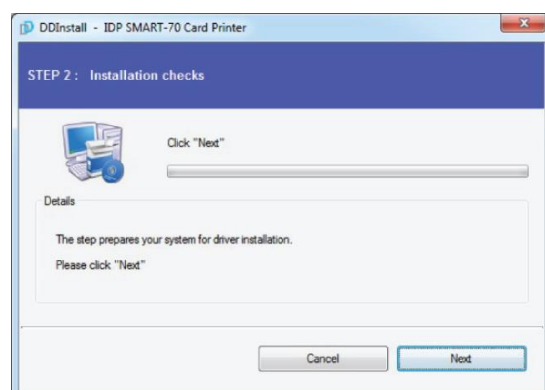 DDInstall - IDP SMART-70 Card Printer
STEP 2 : Installation checks
Click "Next"
Details
The step prepares your system for driver installation.
Please click "Next"
Cancel
Next